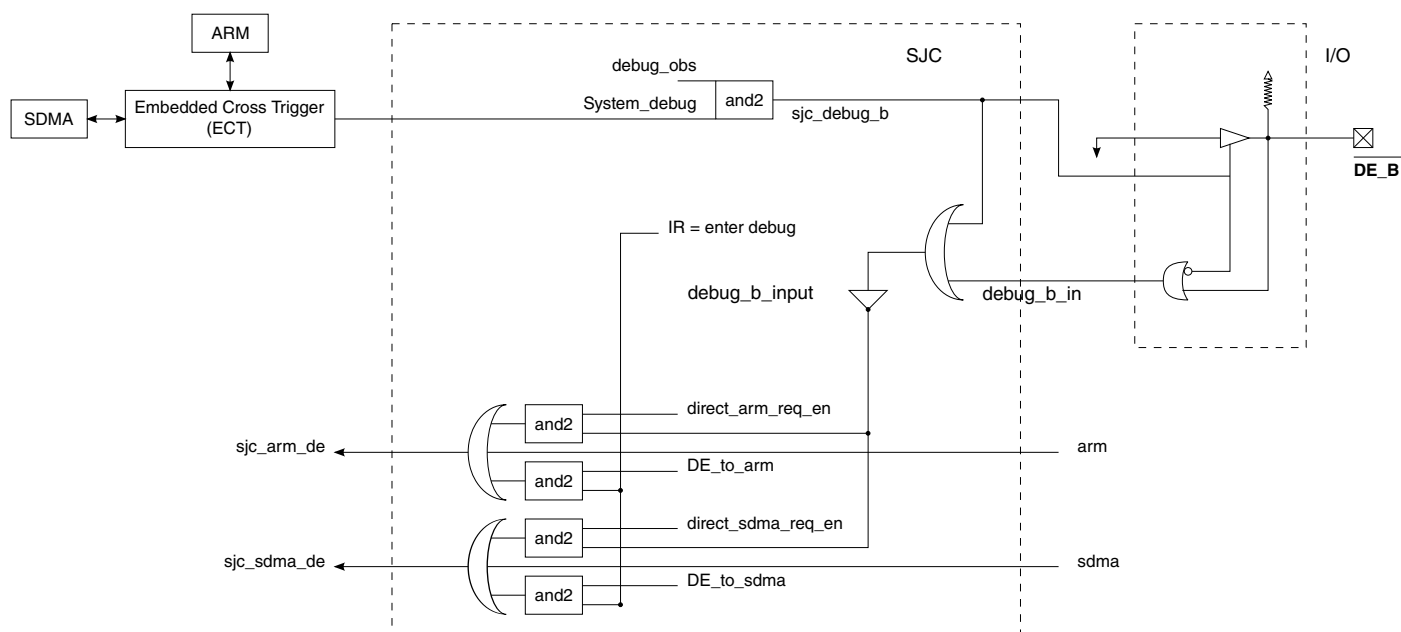 ARM
SJC
I/O
debug_obs
SDMA
Embedded Cross Trigger
(ECT)
System_debug
and2
sjc_debug_b
DE_B
IR = enter debug
debug_b_input
debug_b_in
direct_arm_req_en
and2
sjc_arm_de
arm
DE_to_arm
and2
direct_sdma_req_en
and2
sjc_sdma_de
sdma
DE_to_sdma
and2